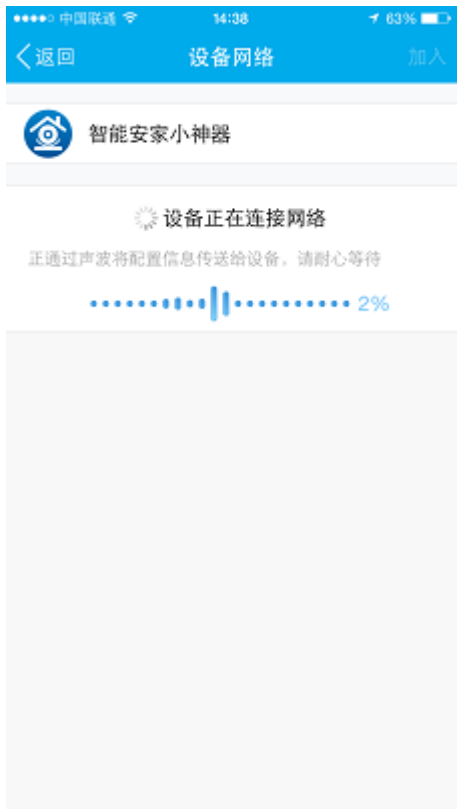 中国联通 14:38 63%
返回 设备网络 加入
智能安家小神器
设备正在连接网络
正通过声波将配置信息传送给设备，请耐心等待
2%